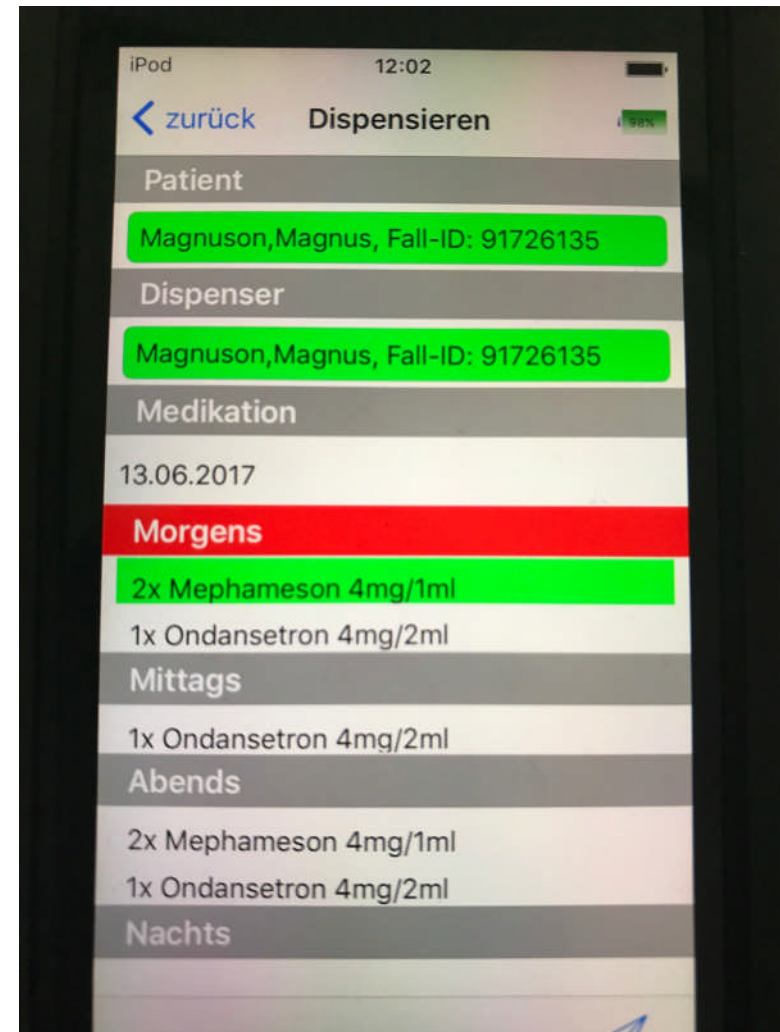 iPod 12:02
zurück Dispensieren 98%
Patient
Magnuson,Magnus, Fall-ID: 91726135
Dispenser
Magnuson,Magnus, Fall-ID: 91726135
Medikation
13.06.2017
Morgens
2x Mephameson 4mg/1ml
1x Ondansetron 4mg/2ml
Mittags
1x Ondansetron 4mg/2ml
Abends
2x Mephameson 4mg/1ml
1x Ondansetron 4mg/2ml
Nachts